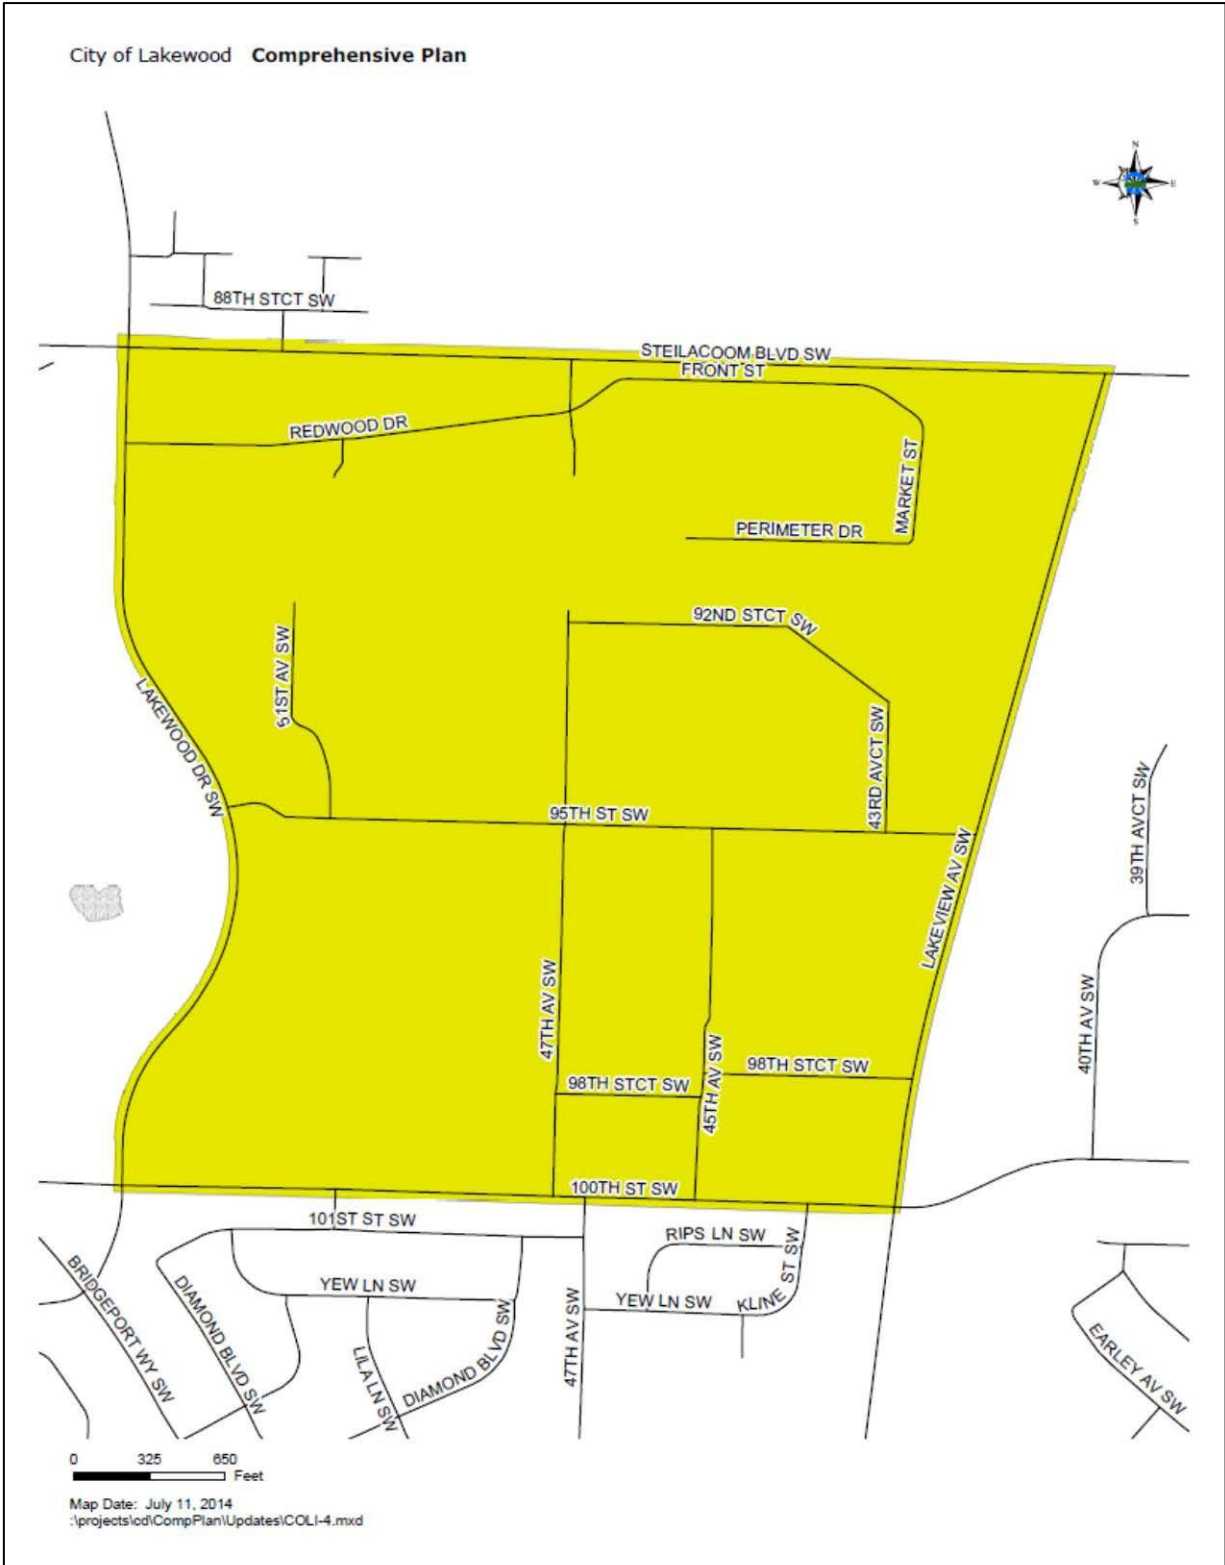 City of Lakewood Comprehensive Plan
N
W
E
S
88TH STCT SW
STEILACOOM BLVD SW
FRONT ST
REDWOOD DR
MARKET ST
PERIMETER DR
92ND STCT SW
51ST AV SW
LAKEWOOD DR SW
43RD AVCT SW
39TH AVCT SW
95TH ST SW
LAKEVIEW AV SW
47TH AV SW
40TH AV SW
45TH AV SW
98TH STCT SW
98TH STCT SW
100TH ST SW
101ST ST SW
RIPS LN SW
KLINE ST SW
BRIDGEPORT WY SW
DIAMOND BLVD SW
YEW LN SW
YEW LN SW
47TH AV SW
LILA LN SW
DIAMOND BLVD SW
EARLEY AV SW
0 325 650
Feet
Map Date: July 11, 2014
:\projects\cd\CompPlan\Updates\COLI-4.mxd